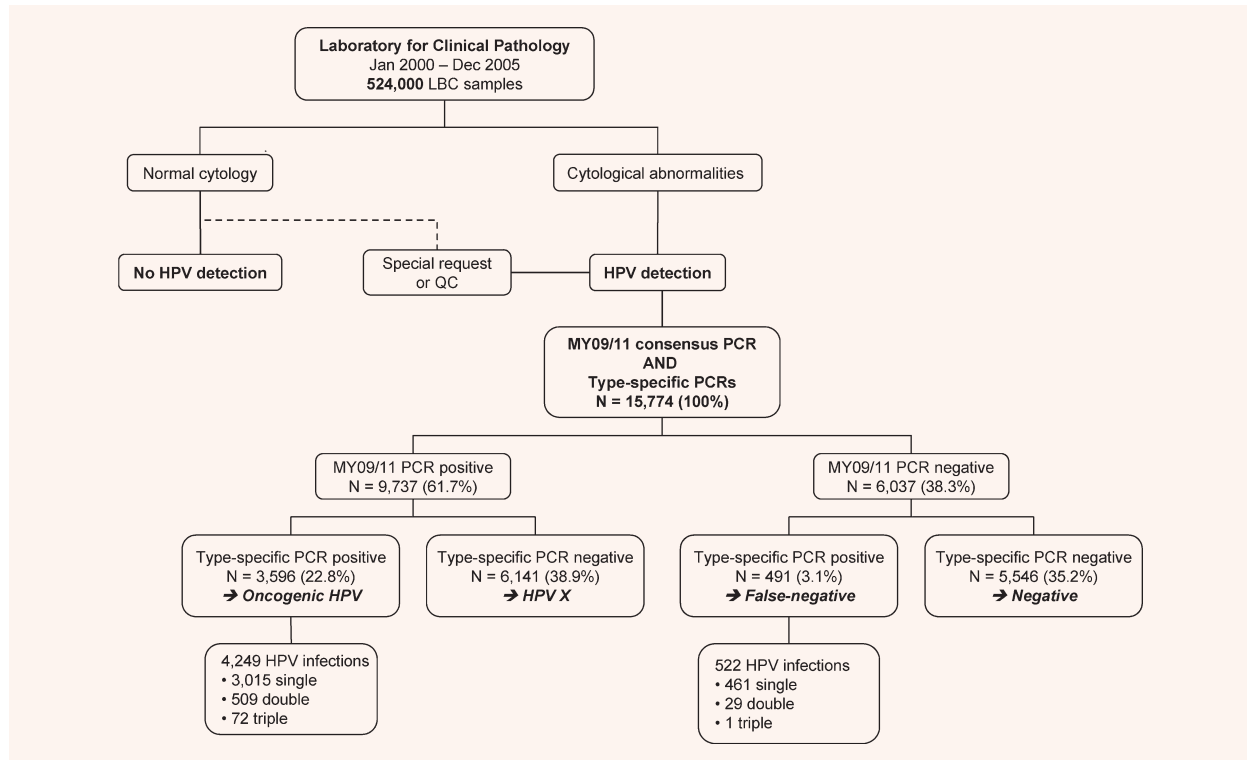 Laboratory for Clinical Pathology
Jan 2000 – Dec 2005
524,000 LBC samples
Normal cytology
Cytological abnormalities
No HPV detection
Special request
or QC
HPV detection
MY09/11 consensus PCR
AND
Type-specific PCRs
N = 15,774 (100%)
MY09/11 PCR positive
N = 9,737 (61.7%)
MY09/11 PCR negative
N = 6,037 (38.3%)
Type-specific PCR positive
N = 3,596 (22.8%)
➔ Oncogenic HPV
Type-specific PCR negative
N = 6,141 (38.9%)
➔ HPV X
Type-specific PCR positive
N = 491 (3.1%)
➔ False-negative
Type-specific PCR negative
N = 5,546 (35.2%)
➔ Negative
4,249 HPV infections
• 3,015 single
• 509 double
• 72 triple
522 HPV infections
• 461 single
• 29 double
• 1 triple